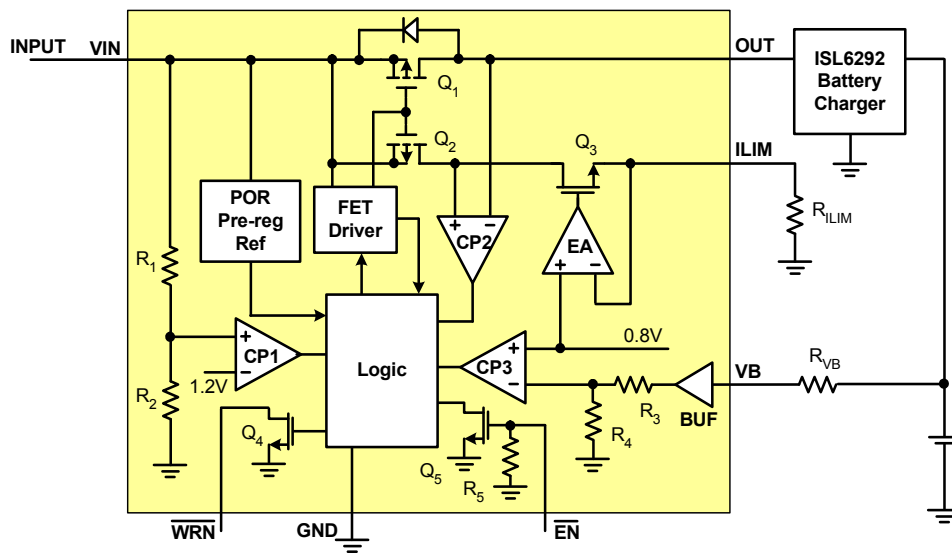 INPUT
VIN
OUT
ISL6292
Battery
Charger
Q1
Q2
Q3
ILIM
RILIM
POR
Pre-reg
Ref
FET
Driver
+ −
CP2
EA
+ −
R1
+
CP1
−
1.2V
Logic
+
CP3
−
0.8V
VB
RVB
R2
R3
BUF
R4
Q4
Q5
R5
WRN
GND
EN